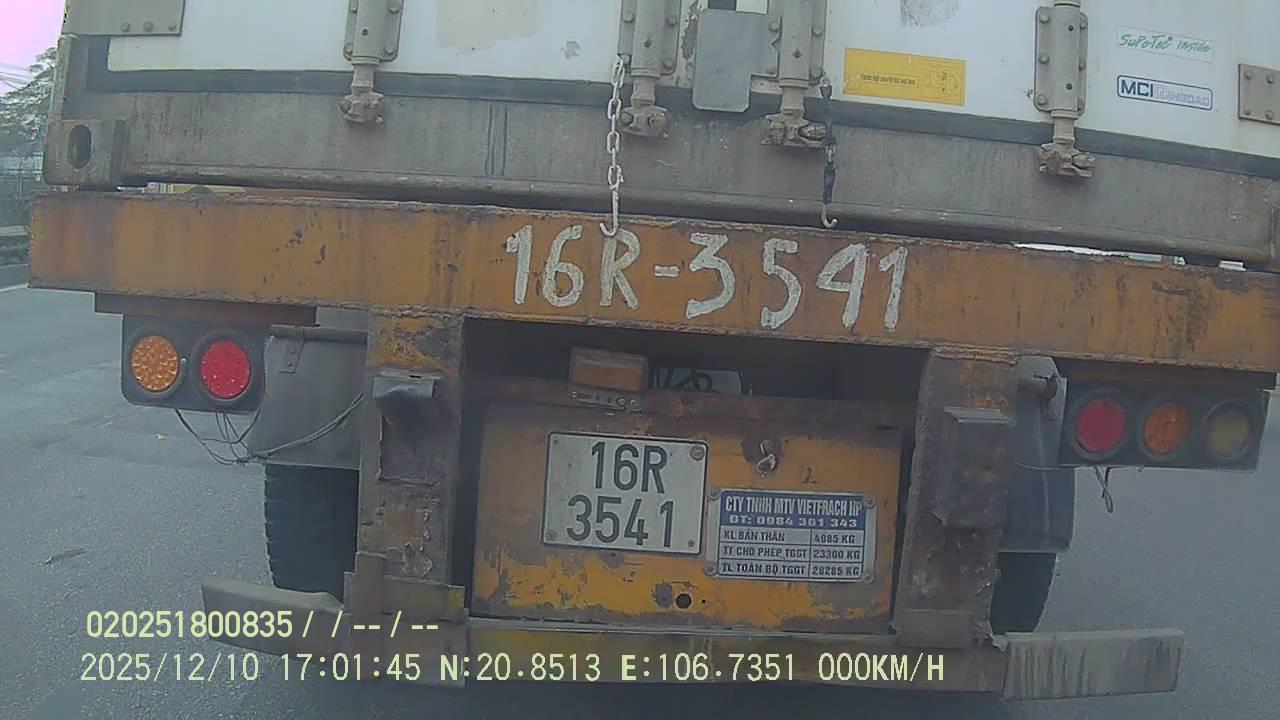 SuPoTec inside
MCI QINGDAO
16R-3541
16R
3541
CTY TNHH MTV VIETFRACH HP
ĐT: 0984 301 343
KL BẢN THÂN 4985 KG
TT CHO PHÉP TGGT 23300 KG
TL TOÀN BỘ TGGT 28285 KG
020251800835 / / -- / --
2025/12/10 17:01:45 N:20.8513 E:106.7351 000KM/H